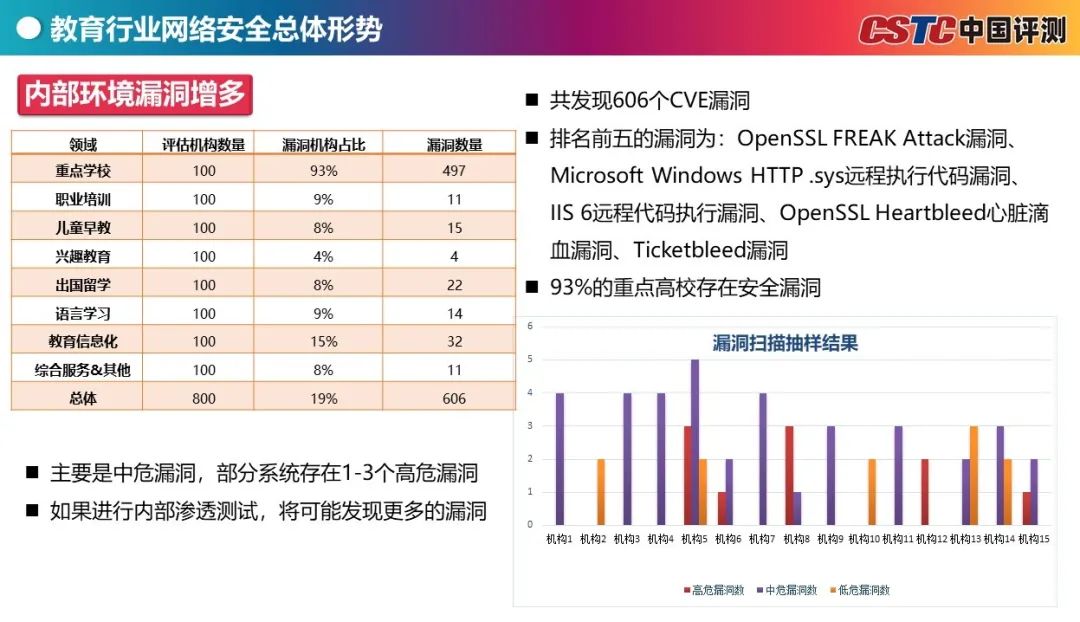 教育行业网络安全总体形势
CSTC中国评测
内部环境漏洞增多
领域 评估机构数量 漏洞机构占比 漏洞数量
重点学校 100 93% 497
职业培训 100 9% 11
儿童早教 100 8% 15
兴趣教育 100 4% 4
出国留学 100 8% 22
语言学习 100 9% 14
教育信息化 100 15% 32
综合服务&其他 100 8% 11
总体 800 19% 606
■ 主要是中危漏洞，部分系统存在1-3个高危漏洞
■ 如果进行内部渗透测试，将可能发现更多的漏洞
■ 共发现606个CVE漏洞
■ 排名前五的漏洞为：OpenSSL FREAK Attack漏洞、
Microsoft Windows HTTP .sys远程执行代码漏洞、
IIS 6远程代码执行漏洞、OpenSSL Heartbleed心脏滴
血漏洞、Ticketbleed漏洞
■ 93%的重点高校存在安全漏洞
漏洞扫描抽样结果
6
5
4
3
2
1
0
机构1 机构2 机构3 机构4 机构5 机构6 机构7 机构8 机构9 机构10 机构11 机构12 机构13 机构14 机构15
■高危漏洞数 ■中危漏洞数 ■低危漏洞数